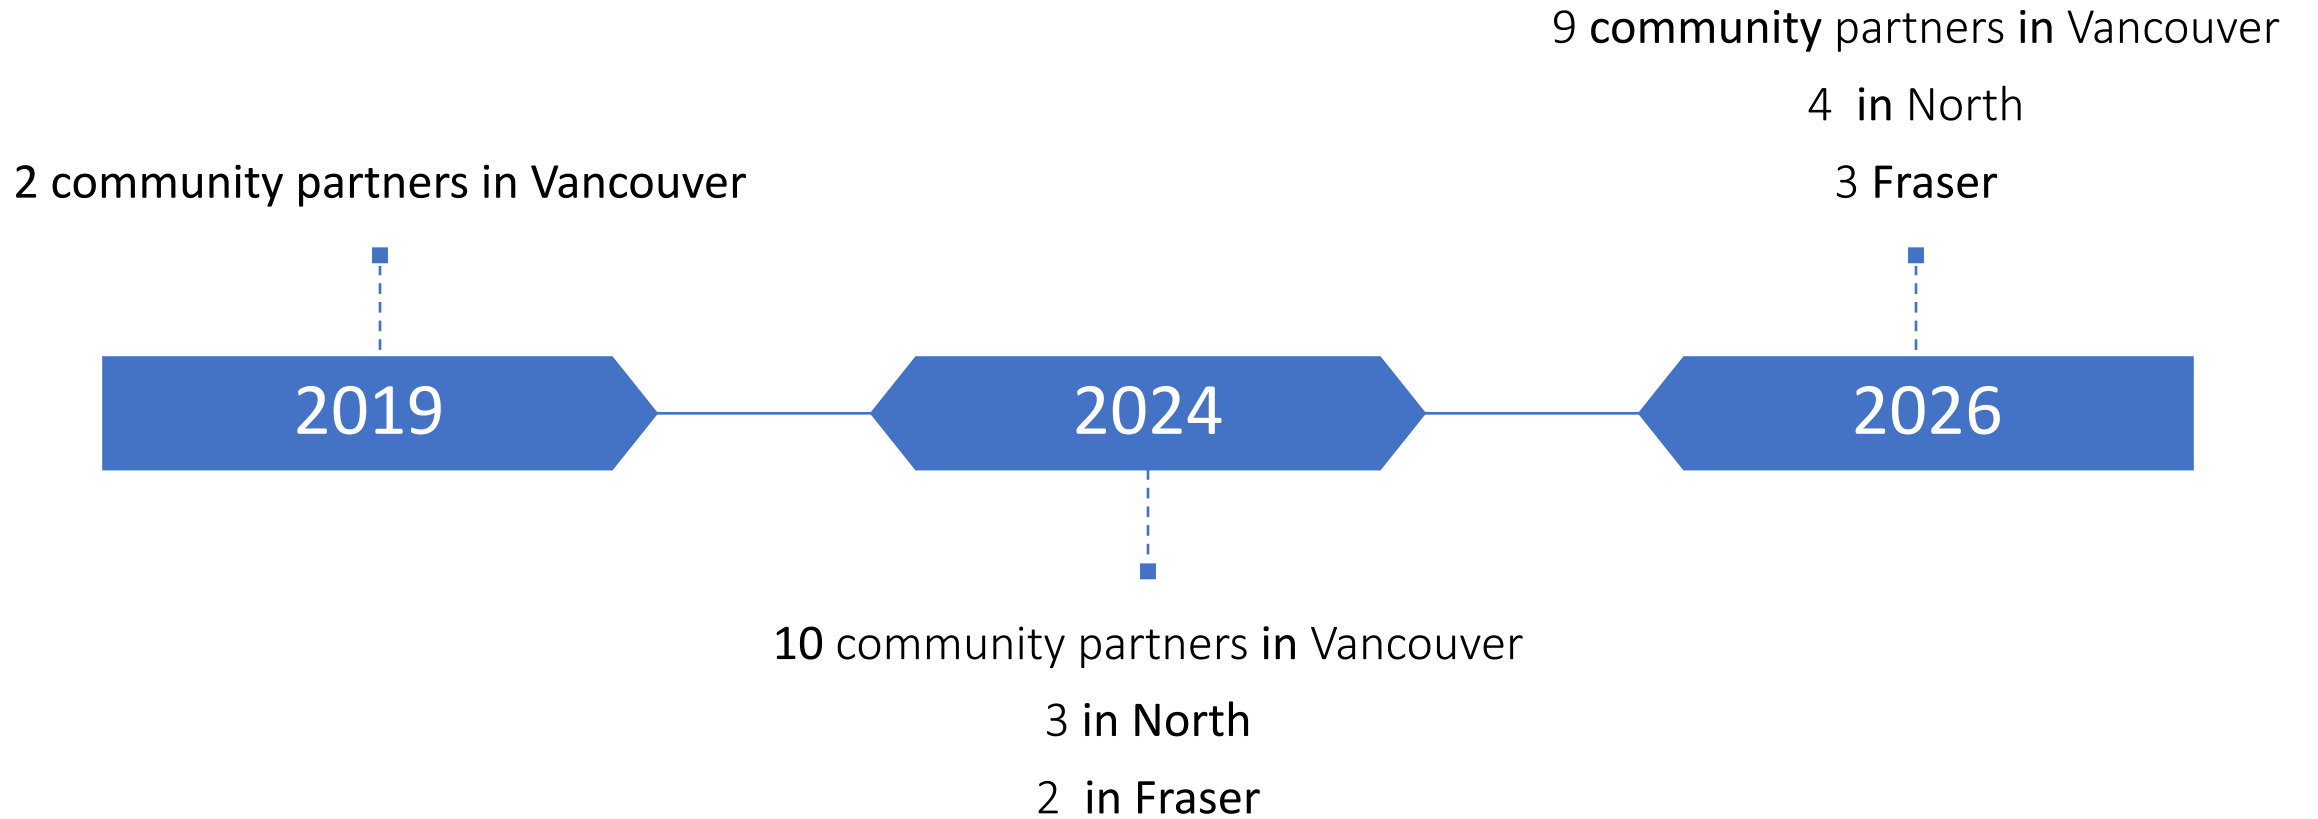 2 community partners in Vancouver
2019
10 community partners in Vancouver
3 in North
2 in Fraser
2024
9 community partners in Vancouver
4 in North
3 Fraser
2026